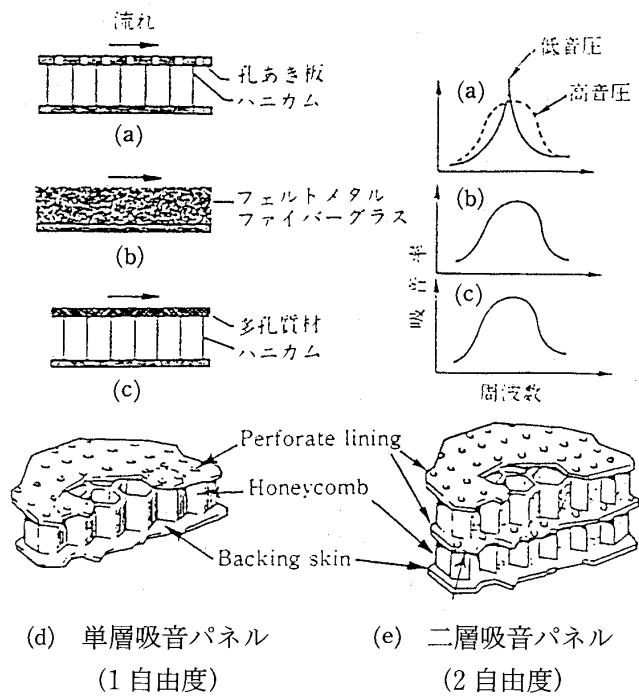 流れ
孔あき板
ハニカム
(a)
フェルトメタル
ファイバーグラス
(b)
多孔質材
ハニカム
(c)
低音圧
(a)
高音圧
(b)
(c)
吸音率
周波数
Perforate lining
Honeycomb
Backing skin
(d) 単層吸音パネル
(1自由度)
(e) 二層吸音パネル
(2自由度)